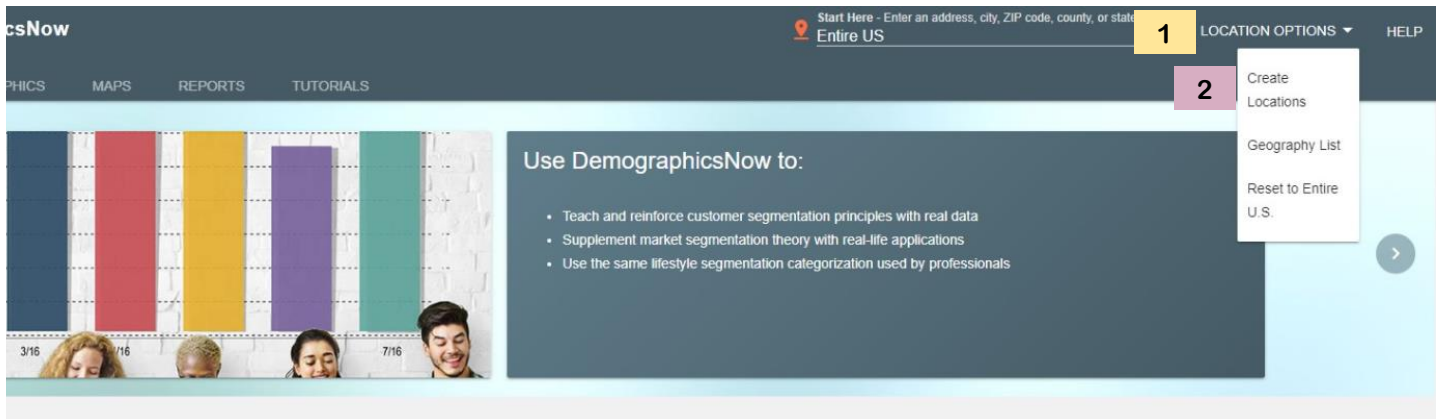 csNow
Start Here - Enter an address, city, ZIP code, county, or state
Entire US
1
LOCATION OPTIONS
HELP
PHICS
MAPS
REPORTS
TUTORIALS
2
Create
Locations
Geography List
Reset to Entire
U.S.
Use DemographicsNow to:
• Teach and reinforce customer segmentation principles with real data
• Supplement market segmentation theory with real-life applications
• Use the same lifestyle segmentation categorization used by professionals
3/16
/16
7/16